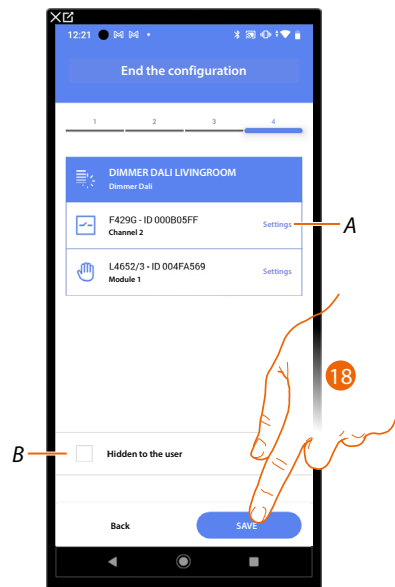 12:21
End the configuration
1 2 3 4
DIMMER DALI LIVINGROOM
Dimmer Dali
F429G - ID 000B05FF Settings A
Channel 2
L4652/3 - ID 004FA569 Settings
Module 1
18
B Hidden to the user
Back SAVE